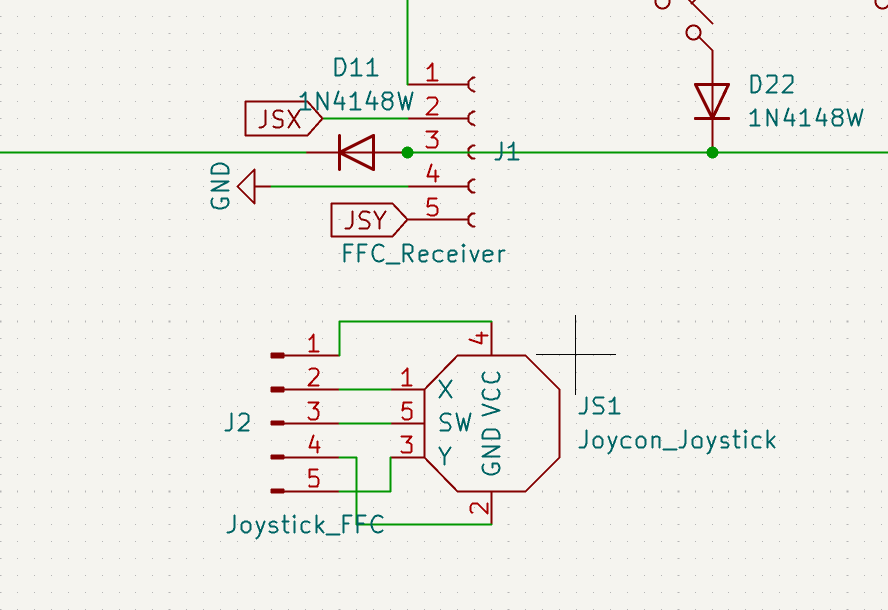 D11
1N4148W
1
JSX
2
3
J1
GND
4
JSY
5
FFC_Receiver
D22
1N4148W
J2
1
2
3
4
5
Joystick_FFC
4
1
X
5
SW
3
Y
VCC
GND
2
JS1
Joycon_Joystick